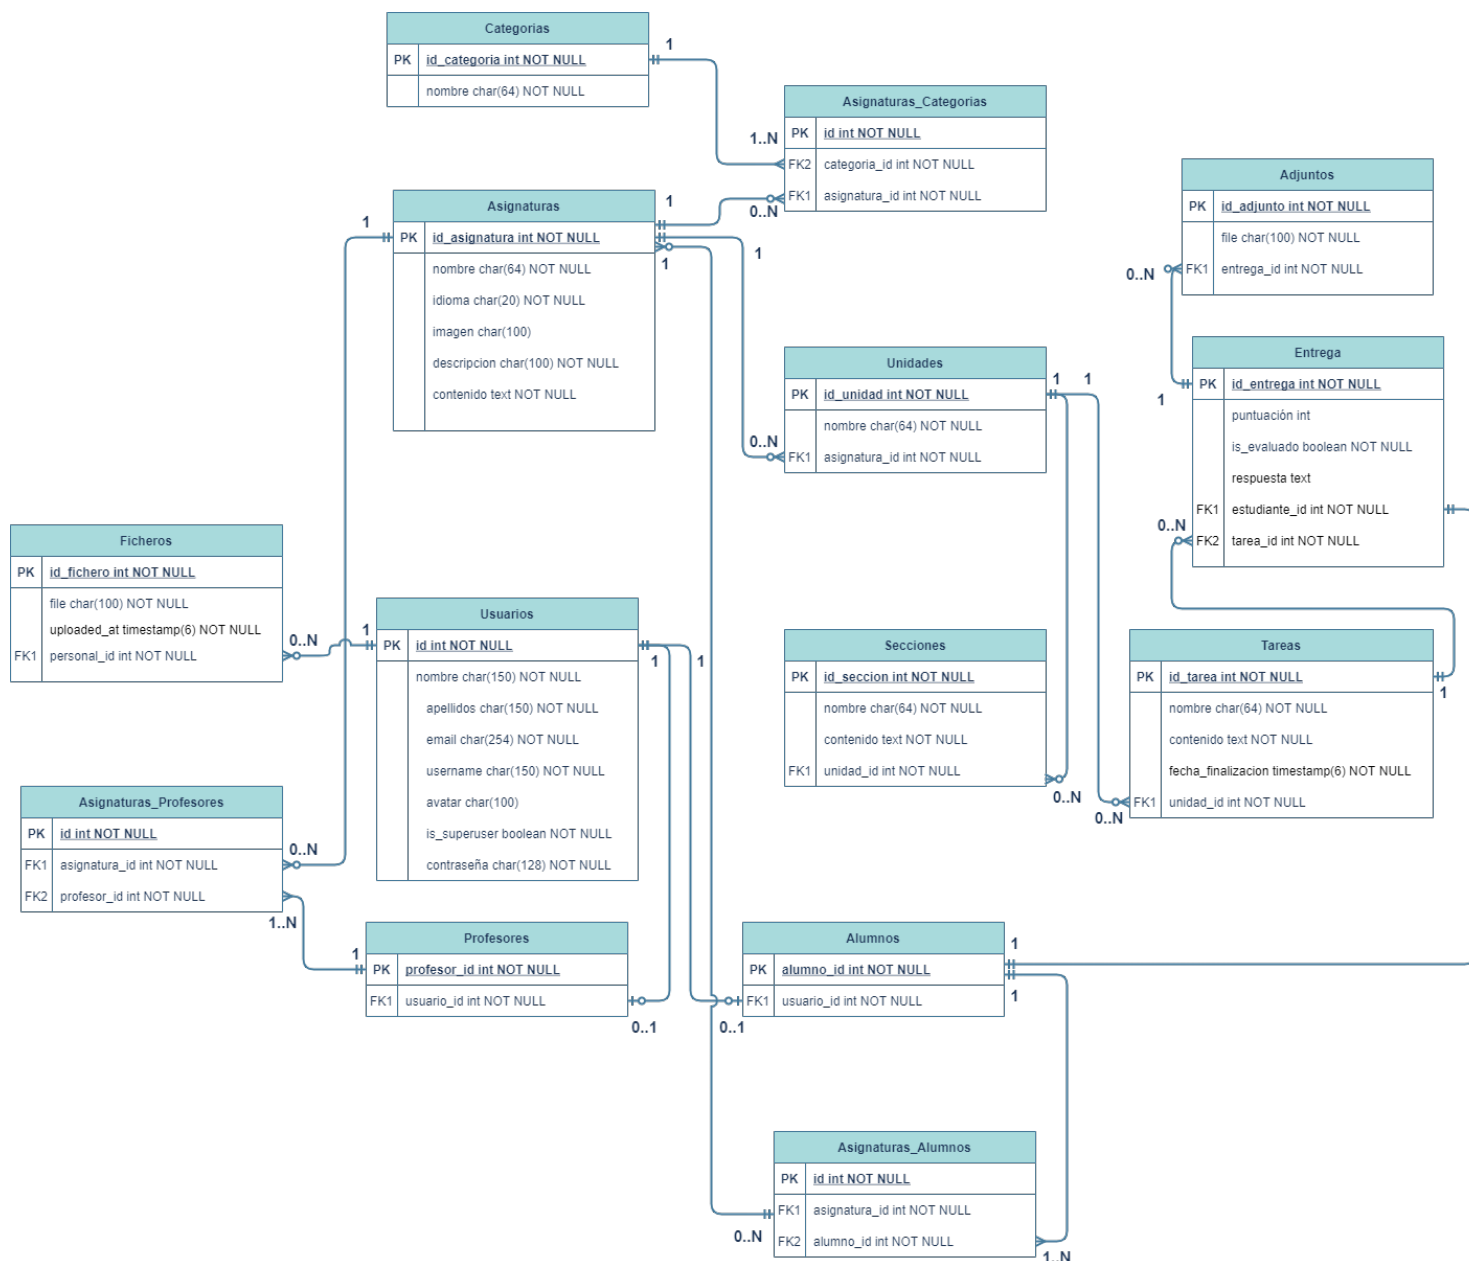 Categorias
PK id_categoria int NOT NULL
nombre char(64) NOT NULL
1
1..N
Asignaturas_Categorias
PK id int NOT NULL
FK2 categoria_id int NOT NULL
FK1 asignatura_id int NOT NULL
1
0..N
Asignaturas
1
PK id_asignatura int NOT NULL
nombre char(64) NOT NULL
idioma char(20) NOT NULL
imagen char(100)
descripcion char(100) NOT NULL
contenido text NOT NULL
1
1
Adjuntos
PK id_adjunto int NOT NULL
file char(100) NOT NULL
FK1 entrega_id int NOT NULL
0..N
1
Unidades
PK id_unidad int NOT NULL
nombre char(64) NOT NULL
FK1 asignatura_id int NOT NULL
0..N
1
1
Entrega
PK id_entrega int NOT NULL
puntuación int
is_evaluado boolean NOT NULL
respuesta text
FK1 estudiante_id int NOT NULL
FK2 tarea_id int NOT NULL
0..N
Ficheros
PK id_fichero int NOT NULL
file char(100) NOT NULL
uploaded_at timestamp(6) NOT NULL
FK1 personal_id int NOT NULL
0..N
1
Usuarios
PK id int NOT NULL
nombre char(150) NOT NULL
apellidos char(150) NOT NULL
email char(254) NOT NULL
username char(150) NOT NULL
avatar char(100)
is_superuser boolean NOT NULL
contraseña char(128) NOT NULL
1
1
Secciones
PK id_seccion int NOT NULL
nombre char(64) NOT NULL
contenido text NOT NULL
FK1 unidad_id int NOT NULL
0..N
Tareas
PK id_tarea int NOT NULL
nombre char(64) NOT NULL
contenido text NOT NULL
fecha_finalizacion timestamp(6) NOT NULL
FK1 unidad_id int NOT NULL
1
0..N
Asignaturas_Profesores
PK id int NOT NULL
FK1 asignatura_id int NOT NULL
FK2 profesor_id int NOT NULL
0..N
1..N
1
Profesores
PK profesor_id int NOT NULL
FK1 usuario_id int NOT NULL
0..1
Alumnos
PK alumno_id int NOT NULL
FK1 usuario_id int NOT NULL
0..1
1
1
Asignaturas_Alumnos
PK id int NOT NULL
FK1 asignatura_id int NOT NULL
FK2 alumno_id int NOT NULL
0..N
1..N